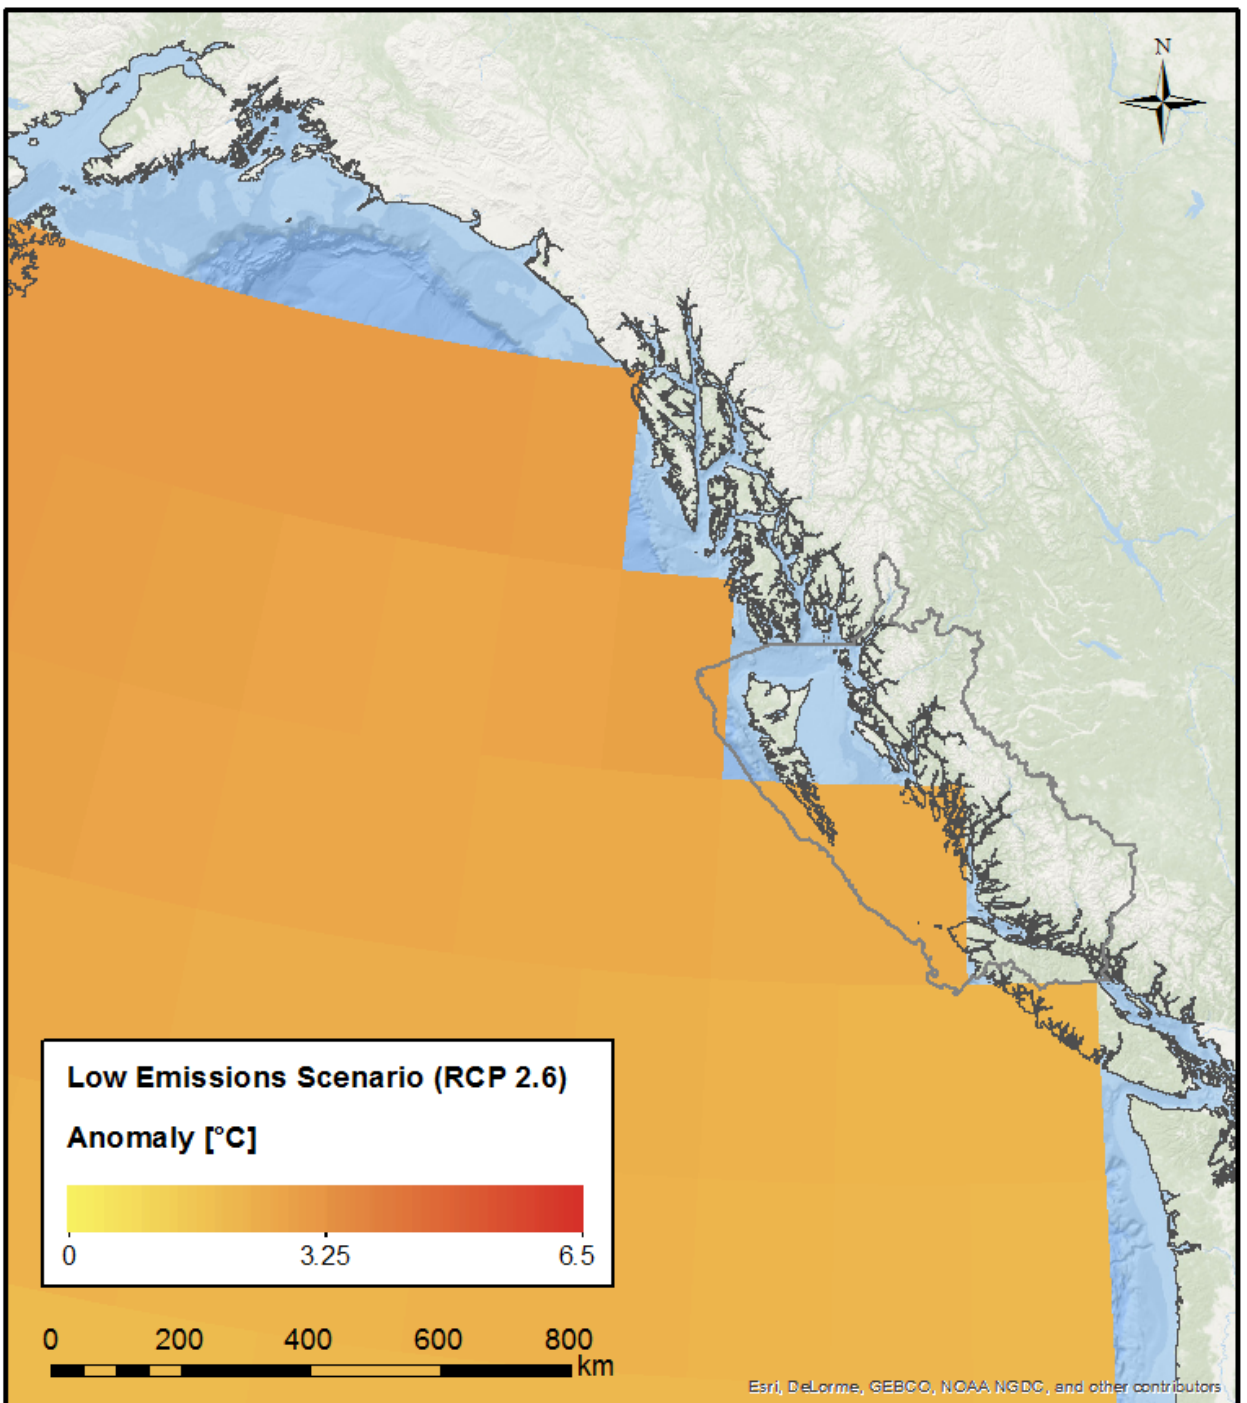 N
Low Emissions Scenario (RCP 2.6)
Anomaly [°C]
0 3.25 6.5
0 200 400 600 800
km
Esri, DeLorme, GEBCO, NOAA NGDC, and other contributors